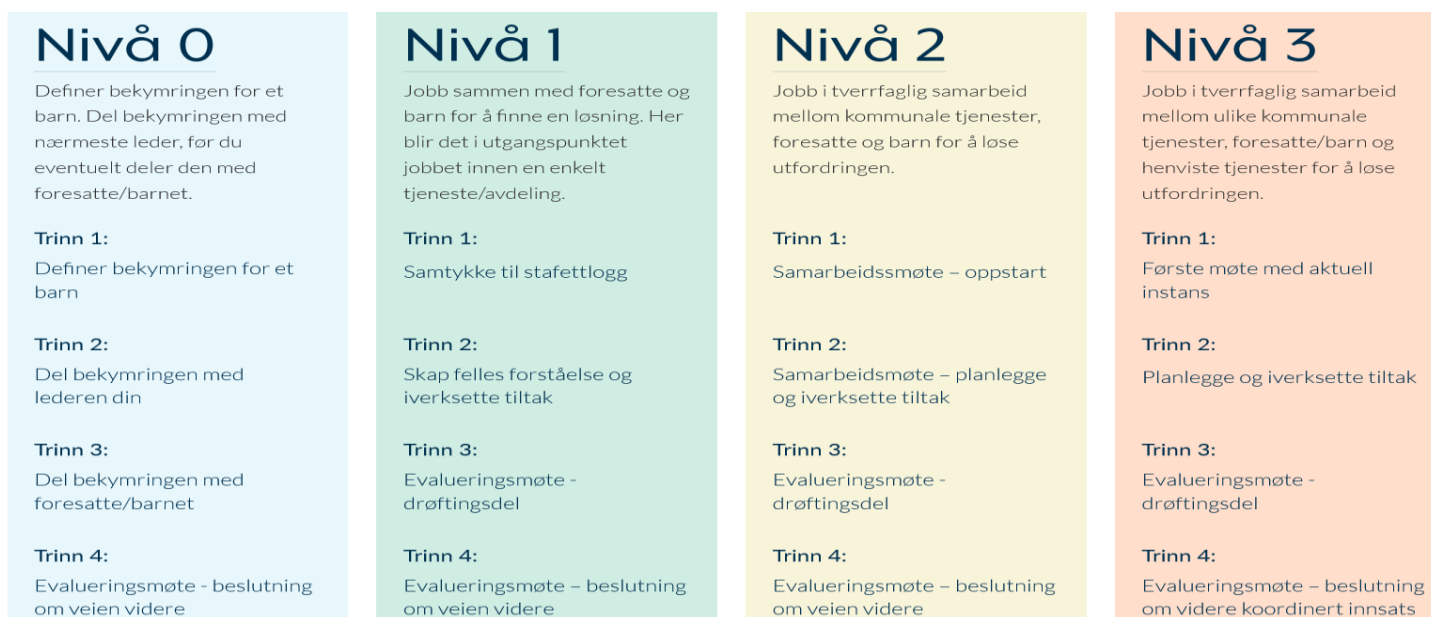 Nivå 0
Definer bekymringen for et
barn. Del bekymringen med
nærmeste leder, før du
eventuelt deler den med
foresatte/barnet.
Trinn 1:
Definer bekymringen for et
barn
Trinn 2:
Del bekymringen med
lederen din
Trinn 3:
Del bekymringen med
foresatte/barnet
Trinn 4:
Evalueringsmøte - beslutning
om veien videre
Nivå 1
Jobb sammen med foresatte og
barn for å finne en løsning. Her
blir det i utgangspunktet
jobbet innen en enkelt
tjeneste/avdeling.
Trinn 1:
Samtykke til stafettlogg
Trinn 2:
Skap felles forståelse og
iverksette tiltak
Trinn 3:
Evalueringsmøte -
drøftingsdel
Trinn 4:
Evalueringsmøte – beslutning
om veien videre
Nivå 2
Jobb i tverrfaglig samarbeid
mellom kommunale tjenester,
foresatte og barn for å løse
utfordringen.
Trinn 1:
Samarbeidssmøte – oppstart
Trinn 2:
Samarbeidsmøte – planlegge
og iverksette tiltak
Trinn 3:
Evalueringsmøte -
drøftingsdel
Trinn 4:
Evalueringsmøte – beslutning
om veien videre
Nivå 3
Jobb i tverrfaglig samarbeid
mellom ulike kommunale
tjenester, foresatte/barn og
henviste tjenester for å løse
utfordringen.
Trinn 1:
Første møte med aktuell
instans
Trinn 2:
Planlegge og iverksette tiltak
Trinn 3:
Evalueringsmøte -
drøftingsdel
Trinn 4:
Evalueringsmøte – beslutning
om videre koordinert innsats